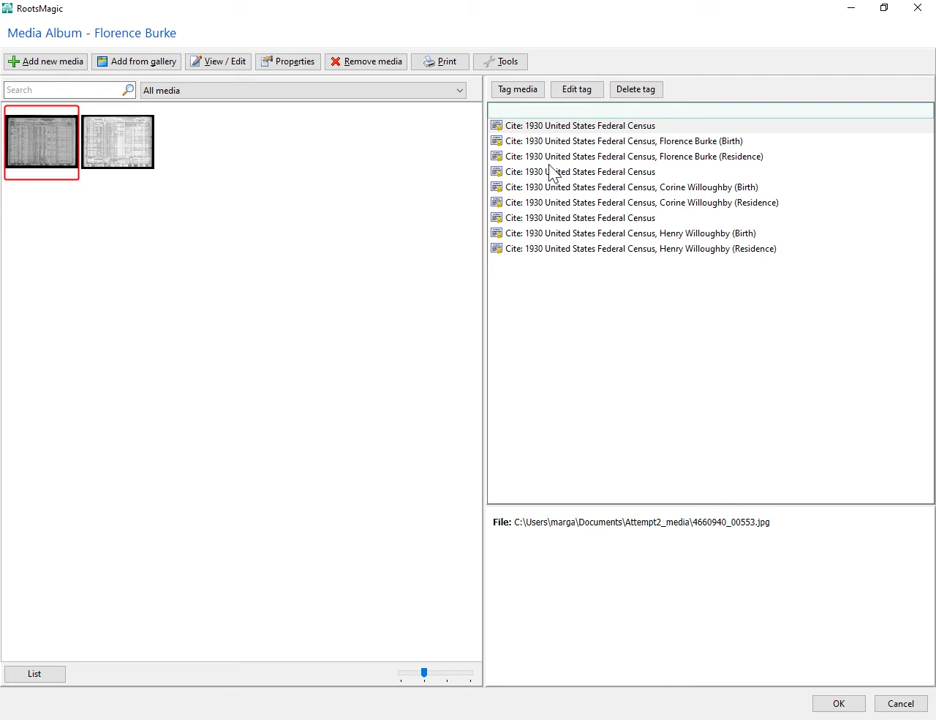 RootsMagic
Media Album - Florence Burke
Add new media Add from gallery View / Edit Properties Remove media Print Tools
Search All media Tag media Edit tag Delete tag
Cite: 1930 United States Federal Census
Cite: 1930 United States Federal Census, Florence Burke (Birth)
Cite: 1930 United States Federal Census, Florence Burke (Residence)
Cite: 1930 United States Federal Census
Cite: 1930 United States Federal Census, Corine Willoughby (Birth)
Cite: 1930 United States Federal Census, Corine Willoughby (Residence)
Cite: 1930 United States Federal Census
Cite: 1930 United States Federal Census, Henry Willoughby (Birth)
Cite: 1930 United States Federal Census, Henry Willoughby (Residence)
File: C:\Users\marga\Documents\Attempt2_media\4660940_00553.jpg
List
OK Cancel